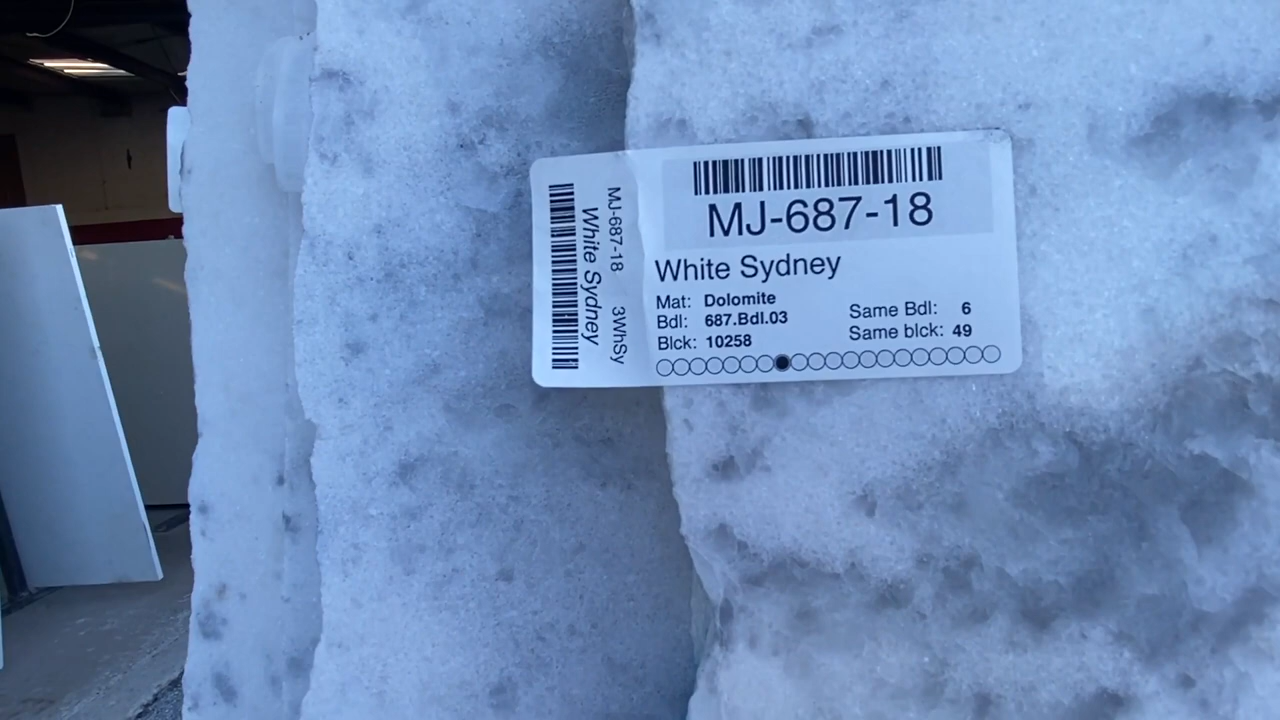 MJ-687-18
White Sydney
Mat: Dolomite
Bdl: 687.Bdl.03
Blck: 10258
Same Bdl: 6
Same blck: 49
MJ-687-18 3WhSy
White Sydney